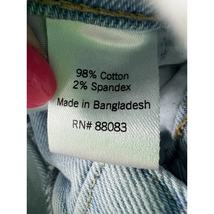 98% Cotton
2% Spandex
Made in Bangladesh
RN# 88083